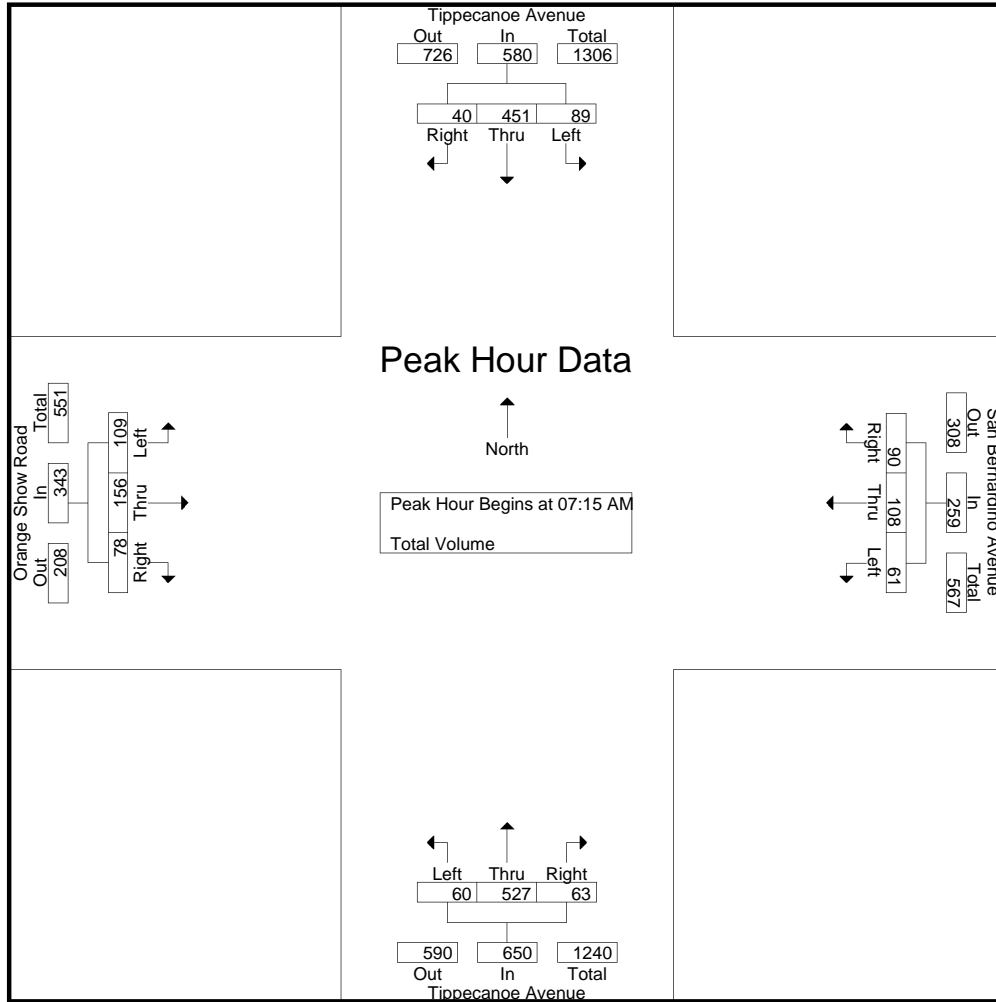 Tippecanoe Avenue
Out In Total
726 580 1306
40 451 89
Right Thru Left
Peak Hour Data
North
Peak Hour Begins at 07:15 AM
Total Volume
Orange Show Road
Total In Out
551 343 208
109 156 78
Left Thru Right
San Bernardino Avenue
Out In Total
308 259 567
90 108 61
Right Thru Left
Left Thru Right
60 527 63
590 650 1240
Out In Total
Tippecanoe Avenue